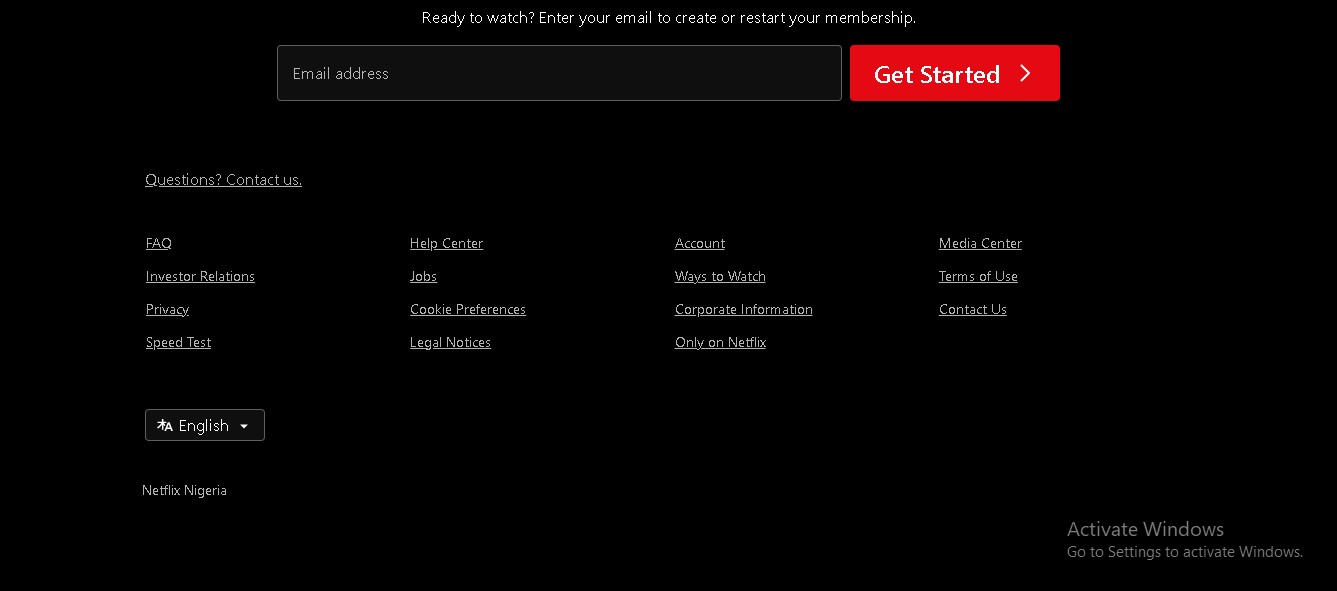 Ready to watch? Enter your email to create or restart your membership.
Email address
Get Started
Questions? Contact us.
FAQ Help Center Account Media Center
Investor Relations Jobs Ways to Watch Terms of Use
Privacy Cookie Preferences Corporate Information Contact Us
Speed Test Legal Notices Only on Netflix
English
Netflix Nigeria
Activate Windows
Go to Settings to activate Windows.